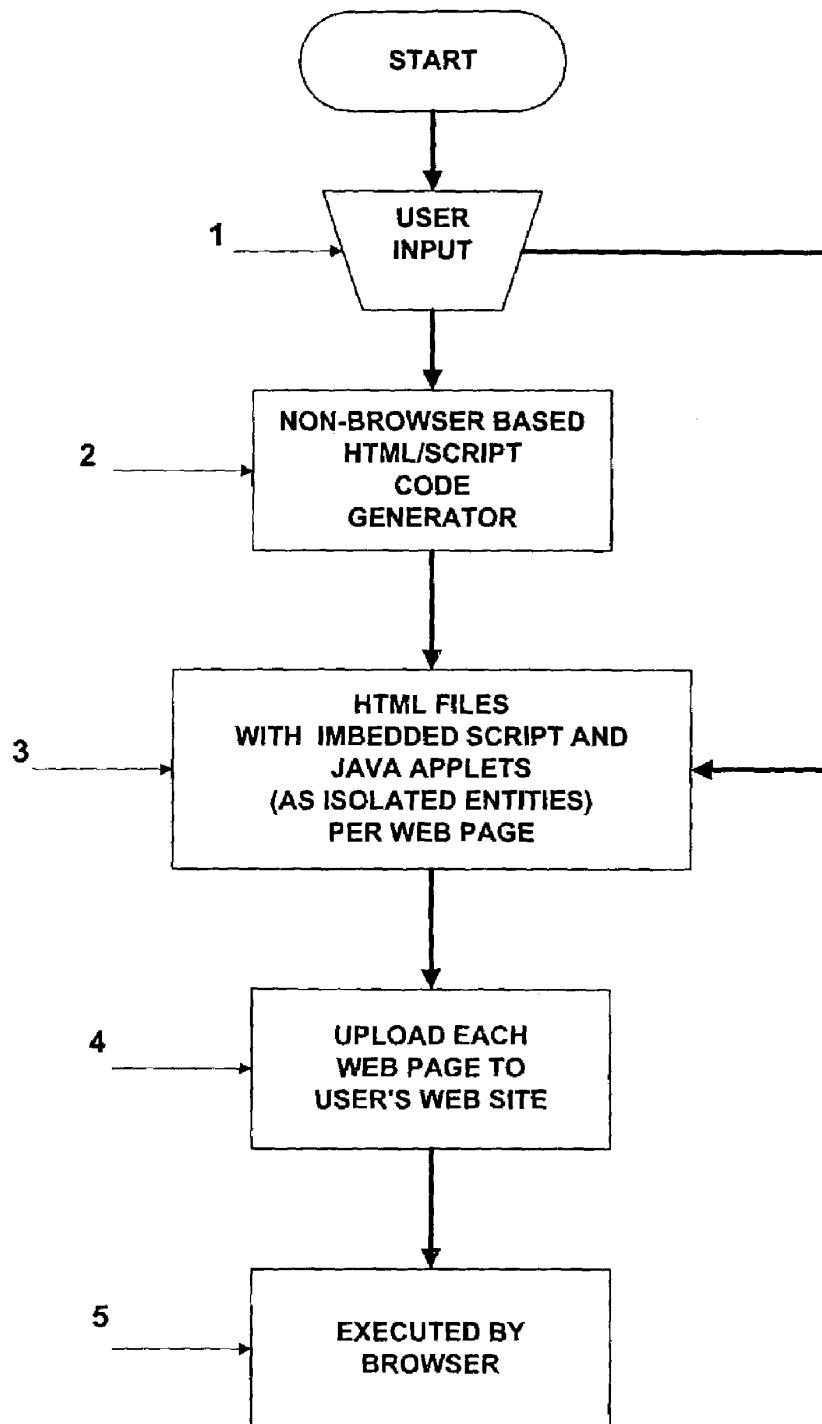 START
1
USER
INPUT
2
NON-BROWSER BASED
HTML/SCRIPT
CODE
GENERATOR
3
HTML FILES
WITH IMBEDDED SCRIPT AND
JAVA APPLETS
(AS ISOLATED ENTITIES)
PER WEB PAGE
4
UPLOAD EACH
WEB PAGE TO
USER'S WEB SITE
5
EXECUTED BY
BROWSER